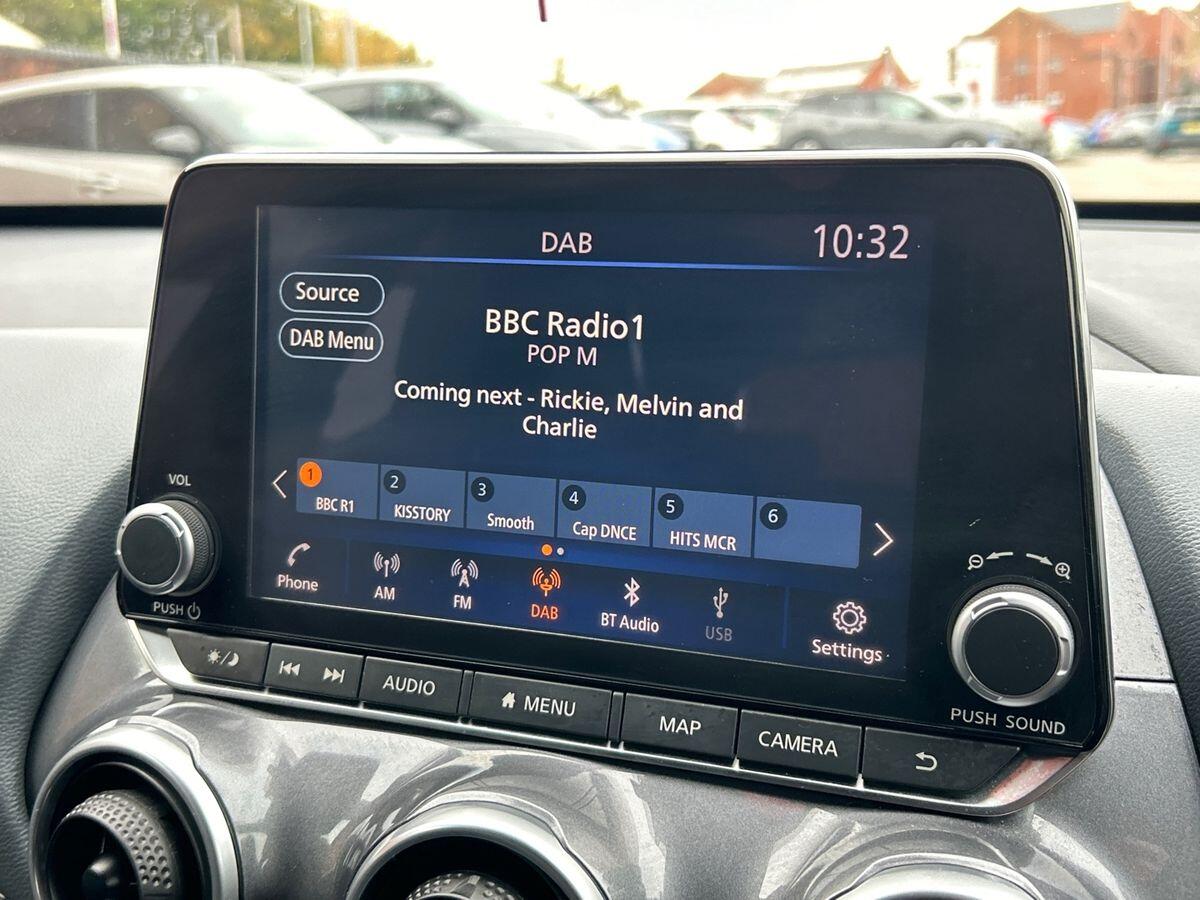 DAB
10:32
Source
DAB Menu
BBC Radio1
POP M
Coming next - Rickie, Melvin and
Charlie
1 BBC R1
2 KISSTORY
3 Smooth
4 Cap DNCE
5 HITS MCR
6
Phone
AM
FM
DAB
BT Audio
USB
Settings
VOL
PUSH
PUSH SOUND
AUDIO
MENU
MAP
CAMERA